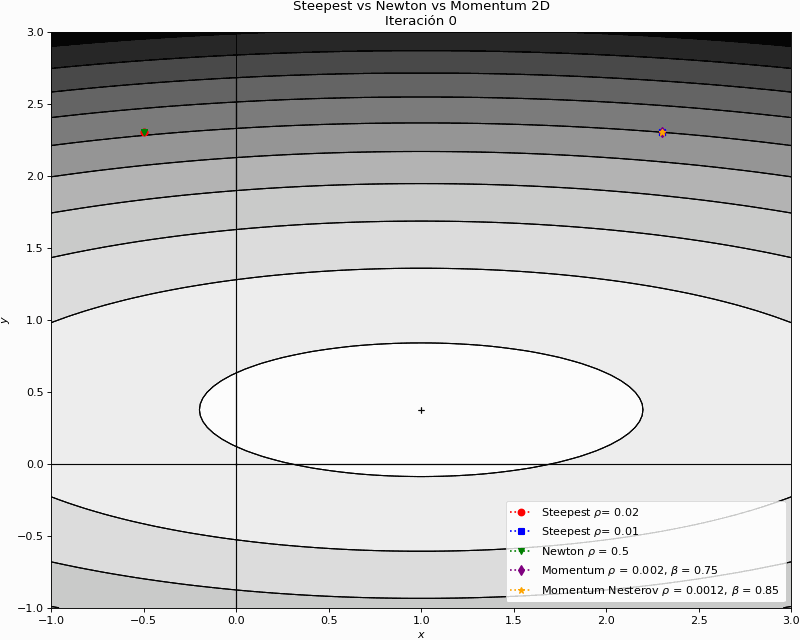 Steepest vs Newton vs Momentum 2D
Iteración 0
3.0
2.5
2.0
1.5
1.0
0.5
0.0
−0.5
−1.0
y
Steepest ρ= 0.02
Steepest ρ= 0.01
Newton ρ = 0.5
Momentum ρ = 0.002, β = 0.75
Momentum Nesterov ρ = 0.0012, β = 0.85
−1.0 −0.5 0.0 0.5 1.0 1.5 2.0 2.5 3.0
x